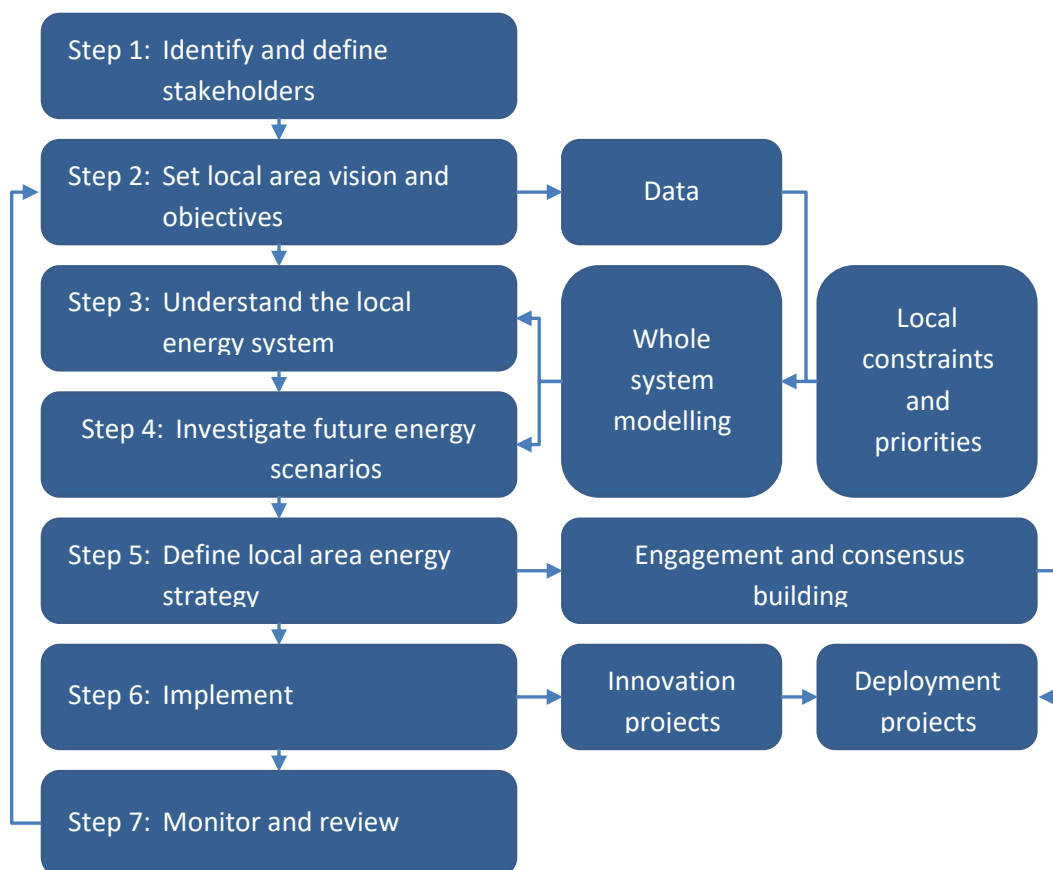 Step 1: Identify and define
stakeholders
Step 2: Set local area vision and
objectives
Data
Step 3: Understand the local
energy system
Whole
system
modelling
Local
constraints
and
priorities
Step 4: Investigate future energy
scenarios
Step 5: Define local area energy
strategy
Engagement and consensus
building
Step 6: Implement
Innovation
projects
Deployment
projects
Step 7: Monitor and review